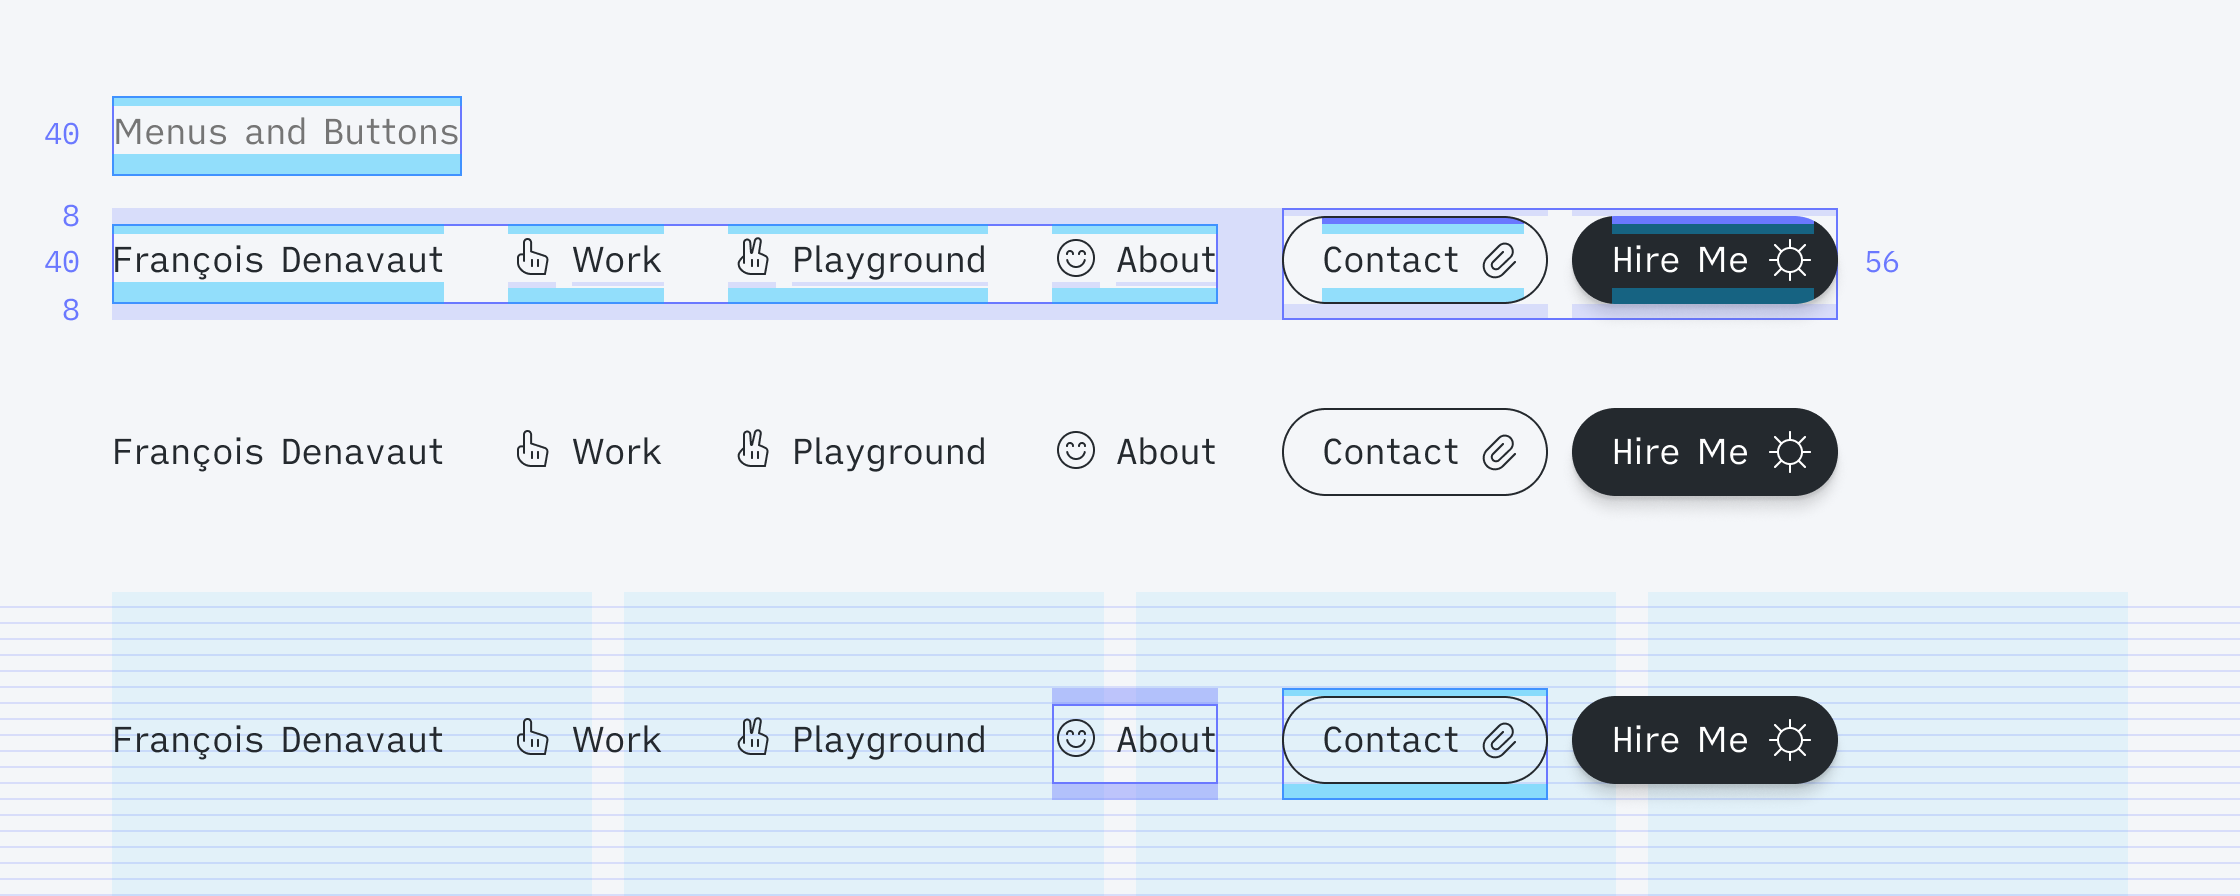 40 Menus and Buttons
8
40 François Denavaut Work Playground About Contact Hire Me 56
8
François Denavaut Work Playground About Contact Hire Me
François Denavaut Work Playground About Contact Hire Me